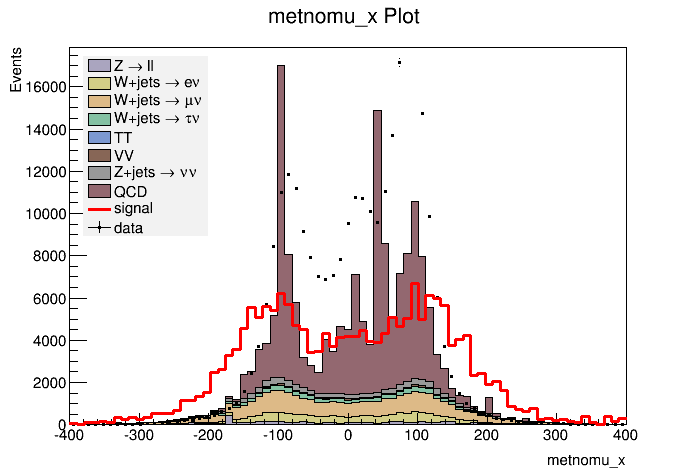 metnomu_x Plot
Events
Z → ll
W+jets → eν
W+jets → μν
W+jets → τν
TT
VV
Z+jets → νν
QCD
signal
data
16000
14000
12000
10000
8000
6000
4000
2000
0
-400 -300 -200 -100 0 100 200 300 400
metnomu_x